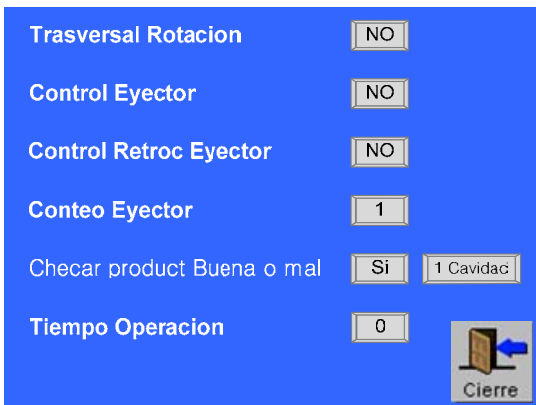 Trasversal Rotacion NO
Control Eyector NO
Control Retroc Eyector NO
Conteo Eyector 1
Checar product Buena o mal Si 1 Cavidac
Tiempo Operacion 0
Cierre